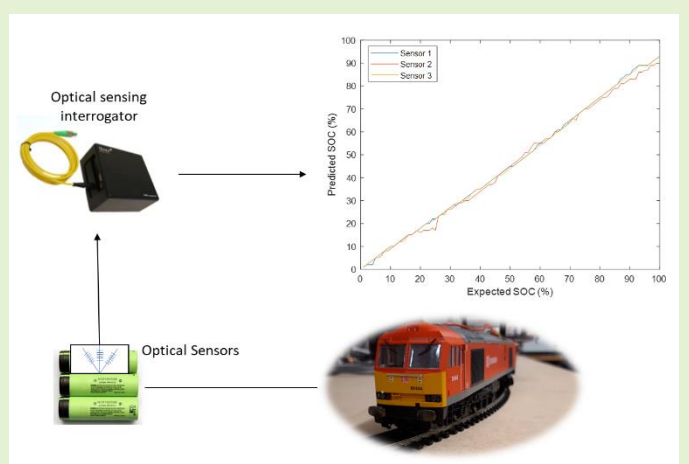 Optical sensing
interrogator
Optical Sensors
100
90
80
70
60
50
40
30
20
10
0
Predicted SOC (%)
Sensor 1
Sensor 2
Sensor 3
10 20 30 40 50 60 70 80 90 100
Expected SOC (%)